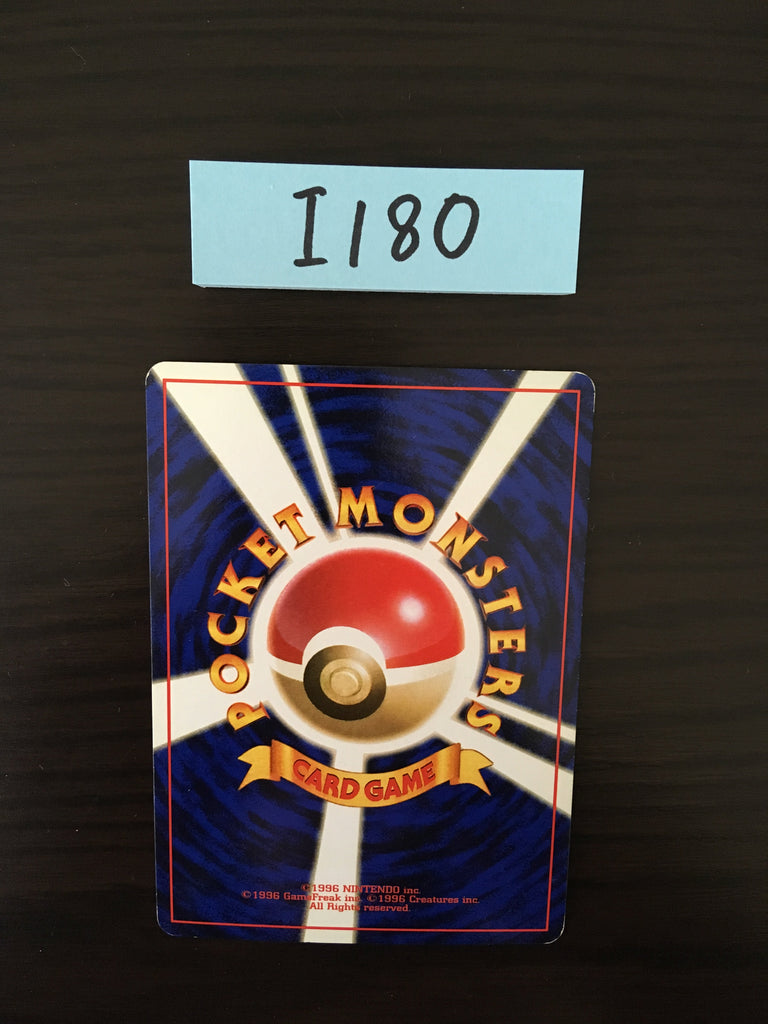 I180
POCKET MONSTERS
CARD GAME
©1996 NINTENDO inc.
©1996 GameFreak inc. ©1996 Creatures inc.
All Rights reserved.